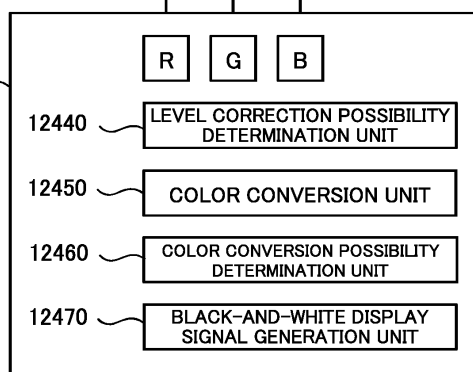 R G B
12440
LEVEL CORRECTION POSSIBILITY
DETERMINATION UNIT
12450
COLOR CONVERSION UNIT
12460
COLOR CONVERSION POSSIBILITY
DETERMINATION UNIT
12470
BLACK-AND-WHITE DISPLAY
SIGNAL GENERATION UNIT